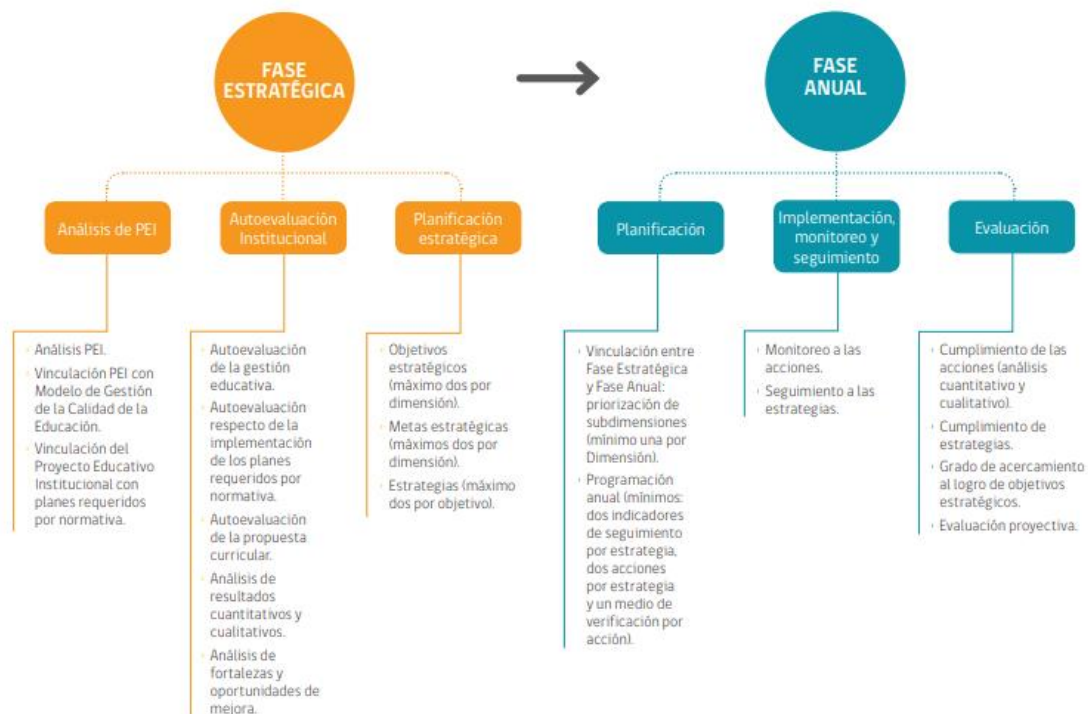 FASE
ESTRATÉGICA
FASE
ANUAL
Análisis de PEI
Autoevaluación
Institucional
Planificación
estratégica
Planificación
Implementación,
monitoreo y
seguimiento
Evaluación
Análisis PEI.
Vinculación PEI con
Modelo de Gestión
de la Calidad de la
Educación.
Vinculación del
Proyecto Educativo
Institucional con
planes requeridos
por normativa.
Autoevaluación
de la gestión
educativa.
Autoevaluación
respecto de la
implementación
de los planes
requeridos por
normativa.
Autoevaluación
de la propuesta
curricular.
Análisis de
resultados
cuantitativos y
cualitativos.
Análisis de
fortalezas y
oportunidades de
mejora.
Objetivos
estratégicos
(máximo dos por
dimensión).
Metas estratégicas
(máximos dos por
dimensión).
Estrategias (máximo
dos por objetivo).
Vinculación entre
Fase Estratégica
y Fase Anual:
priorización de
subdimensiones
(mínimo una por
Dimensión).
Programación
anual (mínimos:
dos indicadores
de seguimiento
por estrategia,
dos acciones
por estrategia
y un medio de
verificación por
acción).
Monitoreo a las
acciones.
Seguimiento a las
estrategias.
Cumplimiento de las
acciones (análisis
cuantitativo y
cualitativo).
Cumplimiento de
estrategias.
Grado de acercamiento
al logro de objetivos
estratégicos.
Evaluación proyectiva.